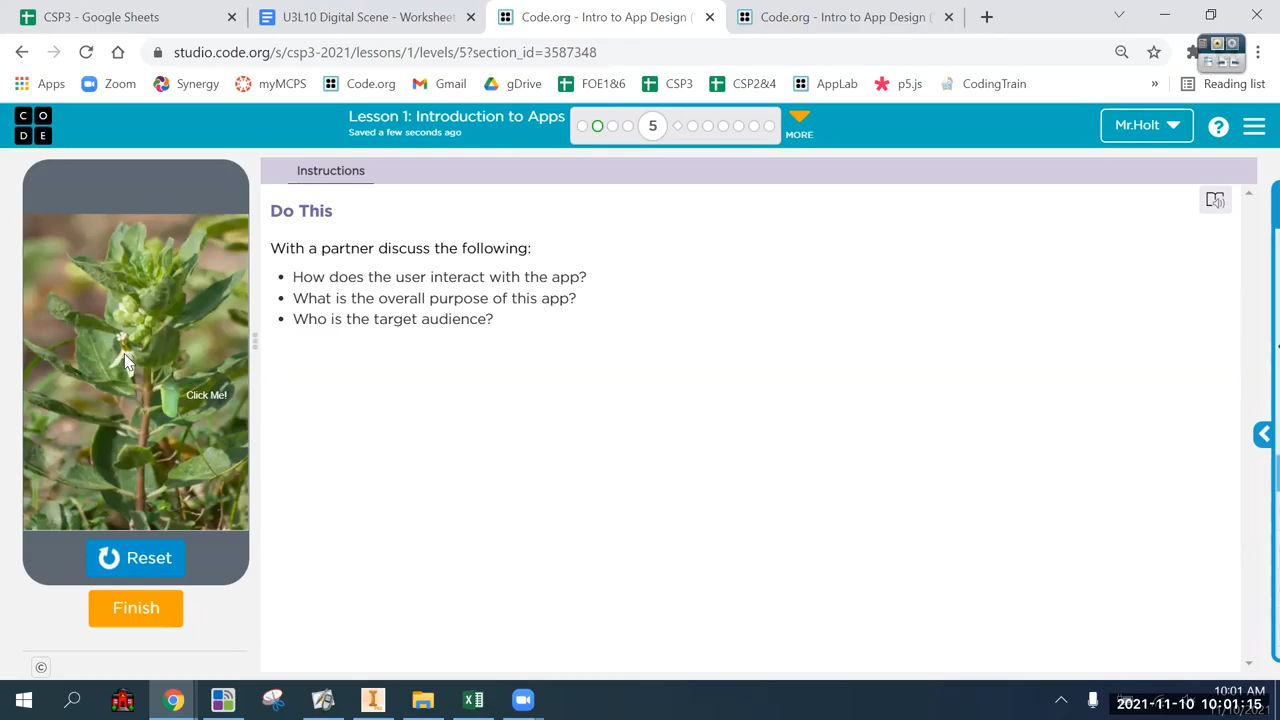 CSP3 - Google Sheets
U3L10 Digital Scene - Worksheet
Code.org - Intro to App Design (
Code.org - Intro to App Design (
studio.code.org/s/csp3-2021/lessons/1/levels/5?section_id=3587348
Apps
Zoom
Synergy
myMCPS
Code.org
Gmail
gDding
FOE1&6
CSP3
CSP2&4
AppLab
p5.js
CodingTrain
»
Reading list
C O
D E
Lesson 1: Introduction to Apps
Saved a few seconds ago
5
MORE
Mr.Holt
?
Instructions
Do This
With a partner discuss the following:
• How does the user interact with the app?
• What is the overall purpose of this app?
• Who is the target audience?
Click Me!
Reset
Finish
©
10:01 AM
2021-11-10 10:01:15